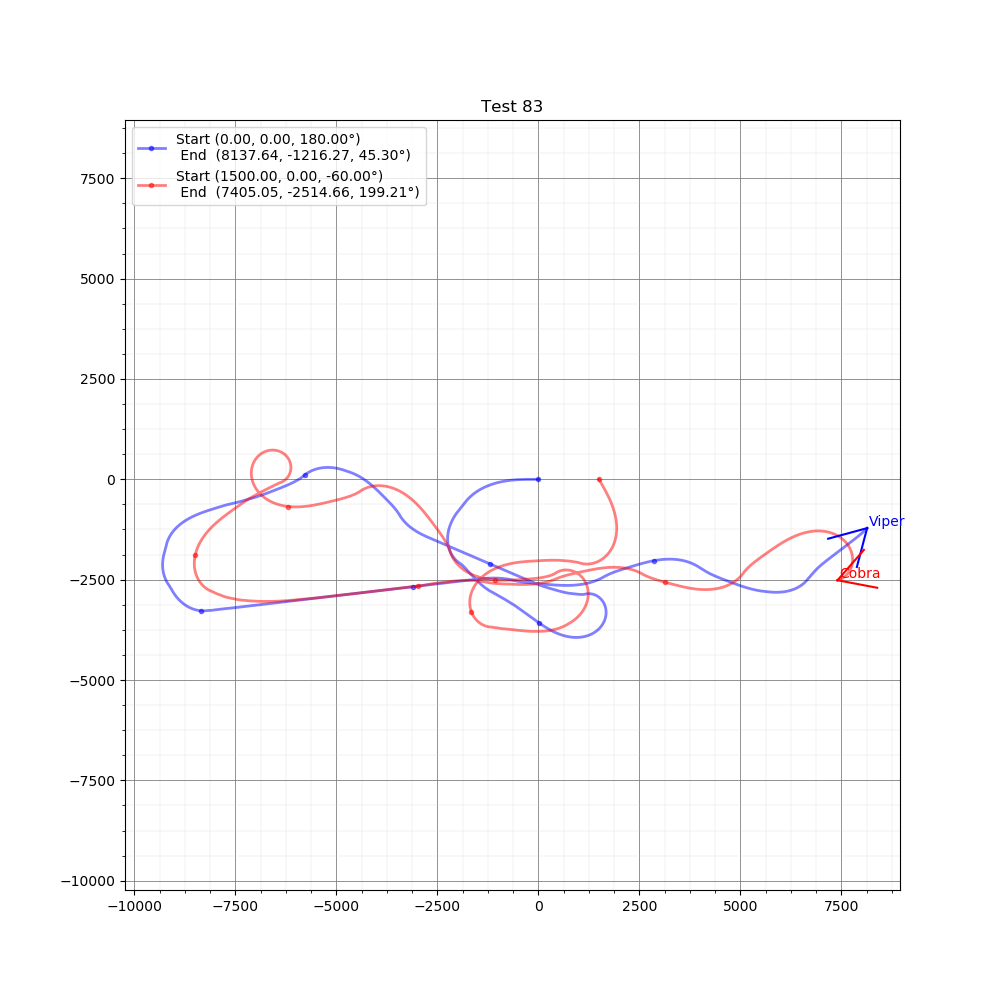 Test 83
Start (0.00, 0.00, 180.00°)
End  (8137.64, -1216.27, 45.30°)
Start (1500.00, 0.00, -60.00°)
End  (7405.05, -2514.66, 199.21°)
7500
5000
2500
0
−2500
−5000
−7500
−10000
Viper
Cobra
−10000 −7500 −5000 −2500 0 2500 5000 7500